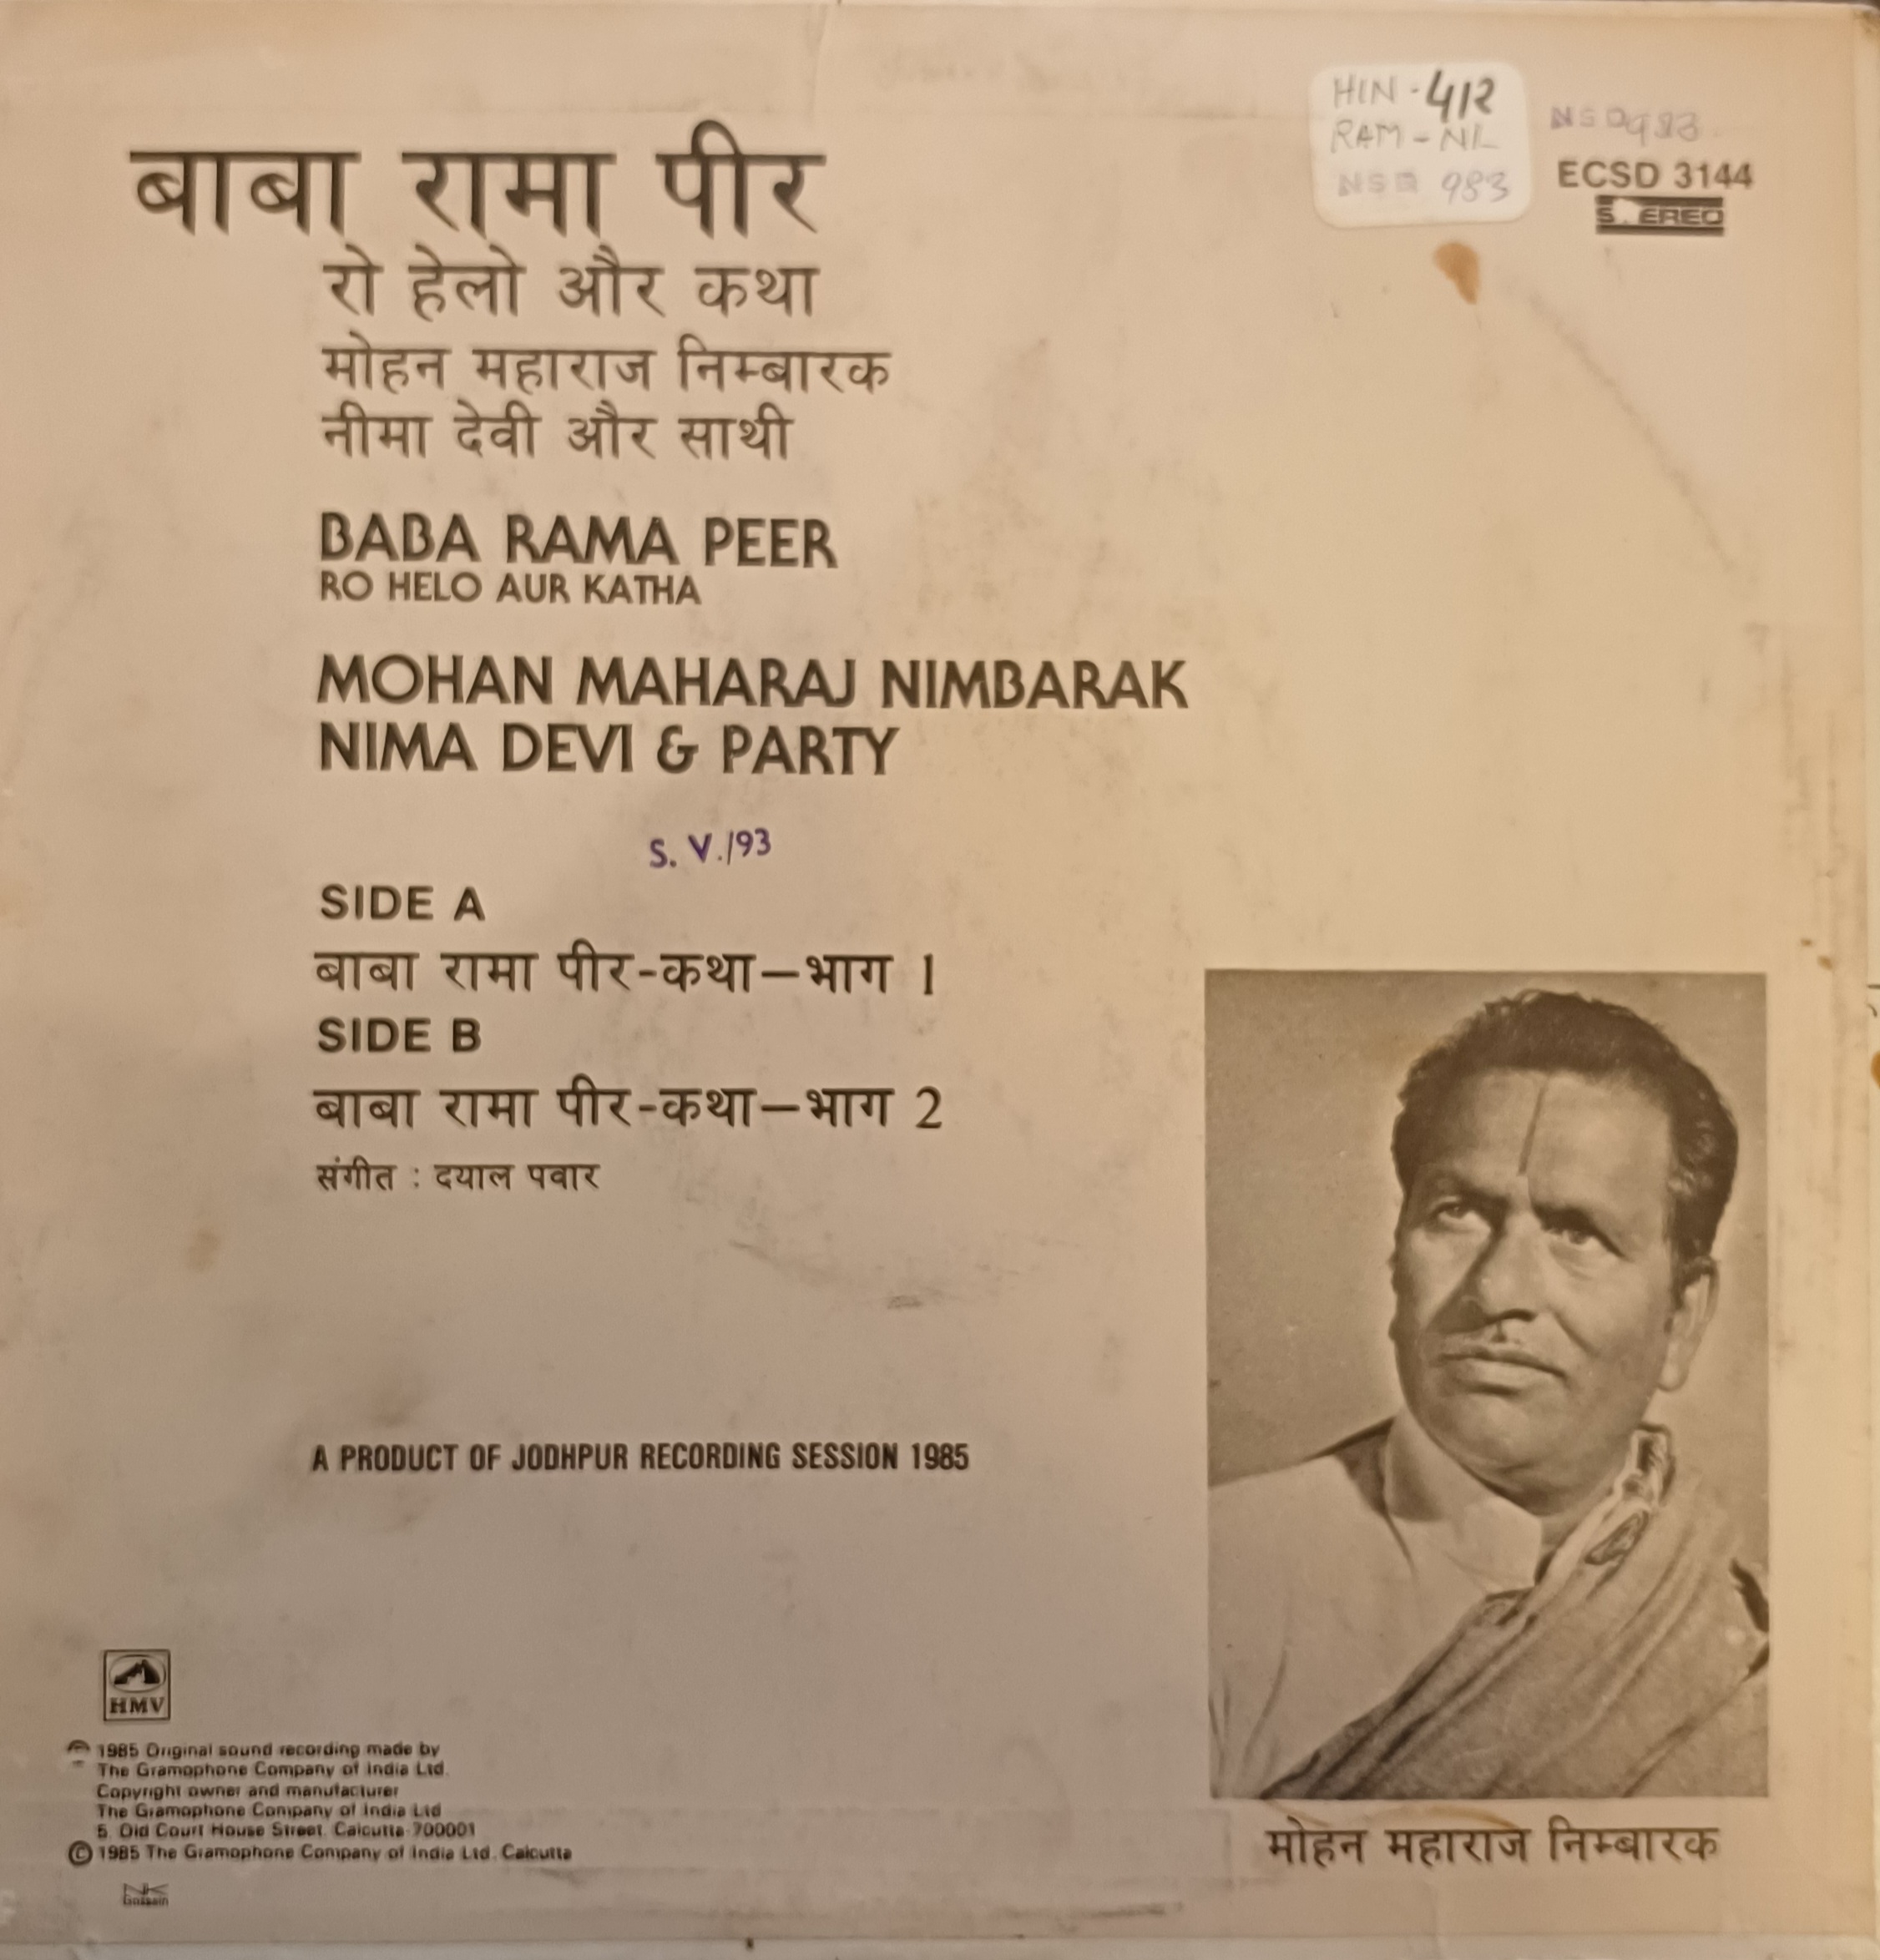 HIN - 412
RAM - NL
NSD 983
NSD 983
ECSD 3144
STEREO
बाबा रामा पीर
रो हेलो और कथा
मोहन महाराज निम्बारक
नीमा देवी और साथी
BABA RAMA PEER
RO HELO AUR KATHA
MOHAN MAHARAJ NIMBARAK
NIMA DEVI & PARTY
S. V./93
SIDE A
बाबा रामा पीर-कथा—भाग 1
SIDE B
बाबा रामा पीर-कथा—भाग 2
संगीत : दयाल पवार
A PRODUCT OF JODHPUR RECORDING SESSION 1985
HMV
℗ 1985 Original sound recording made by
The Gramophone Company of India Ltd.
Copyright owner and manufacturer
The Gramophone Company of India Ltd
5, Old Court House Street, Calcutta-700001
© 1985 The Gramophone Company of India Ltd. Calcutta
मोहन महाराज निम्बारक